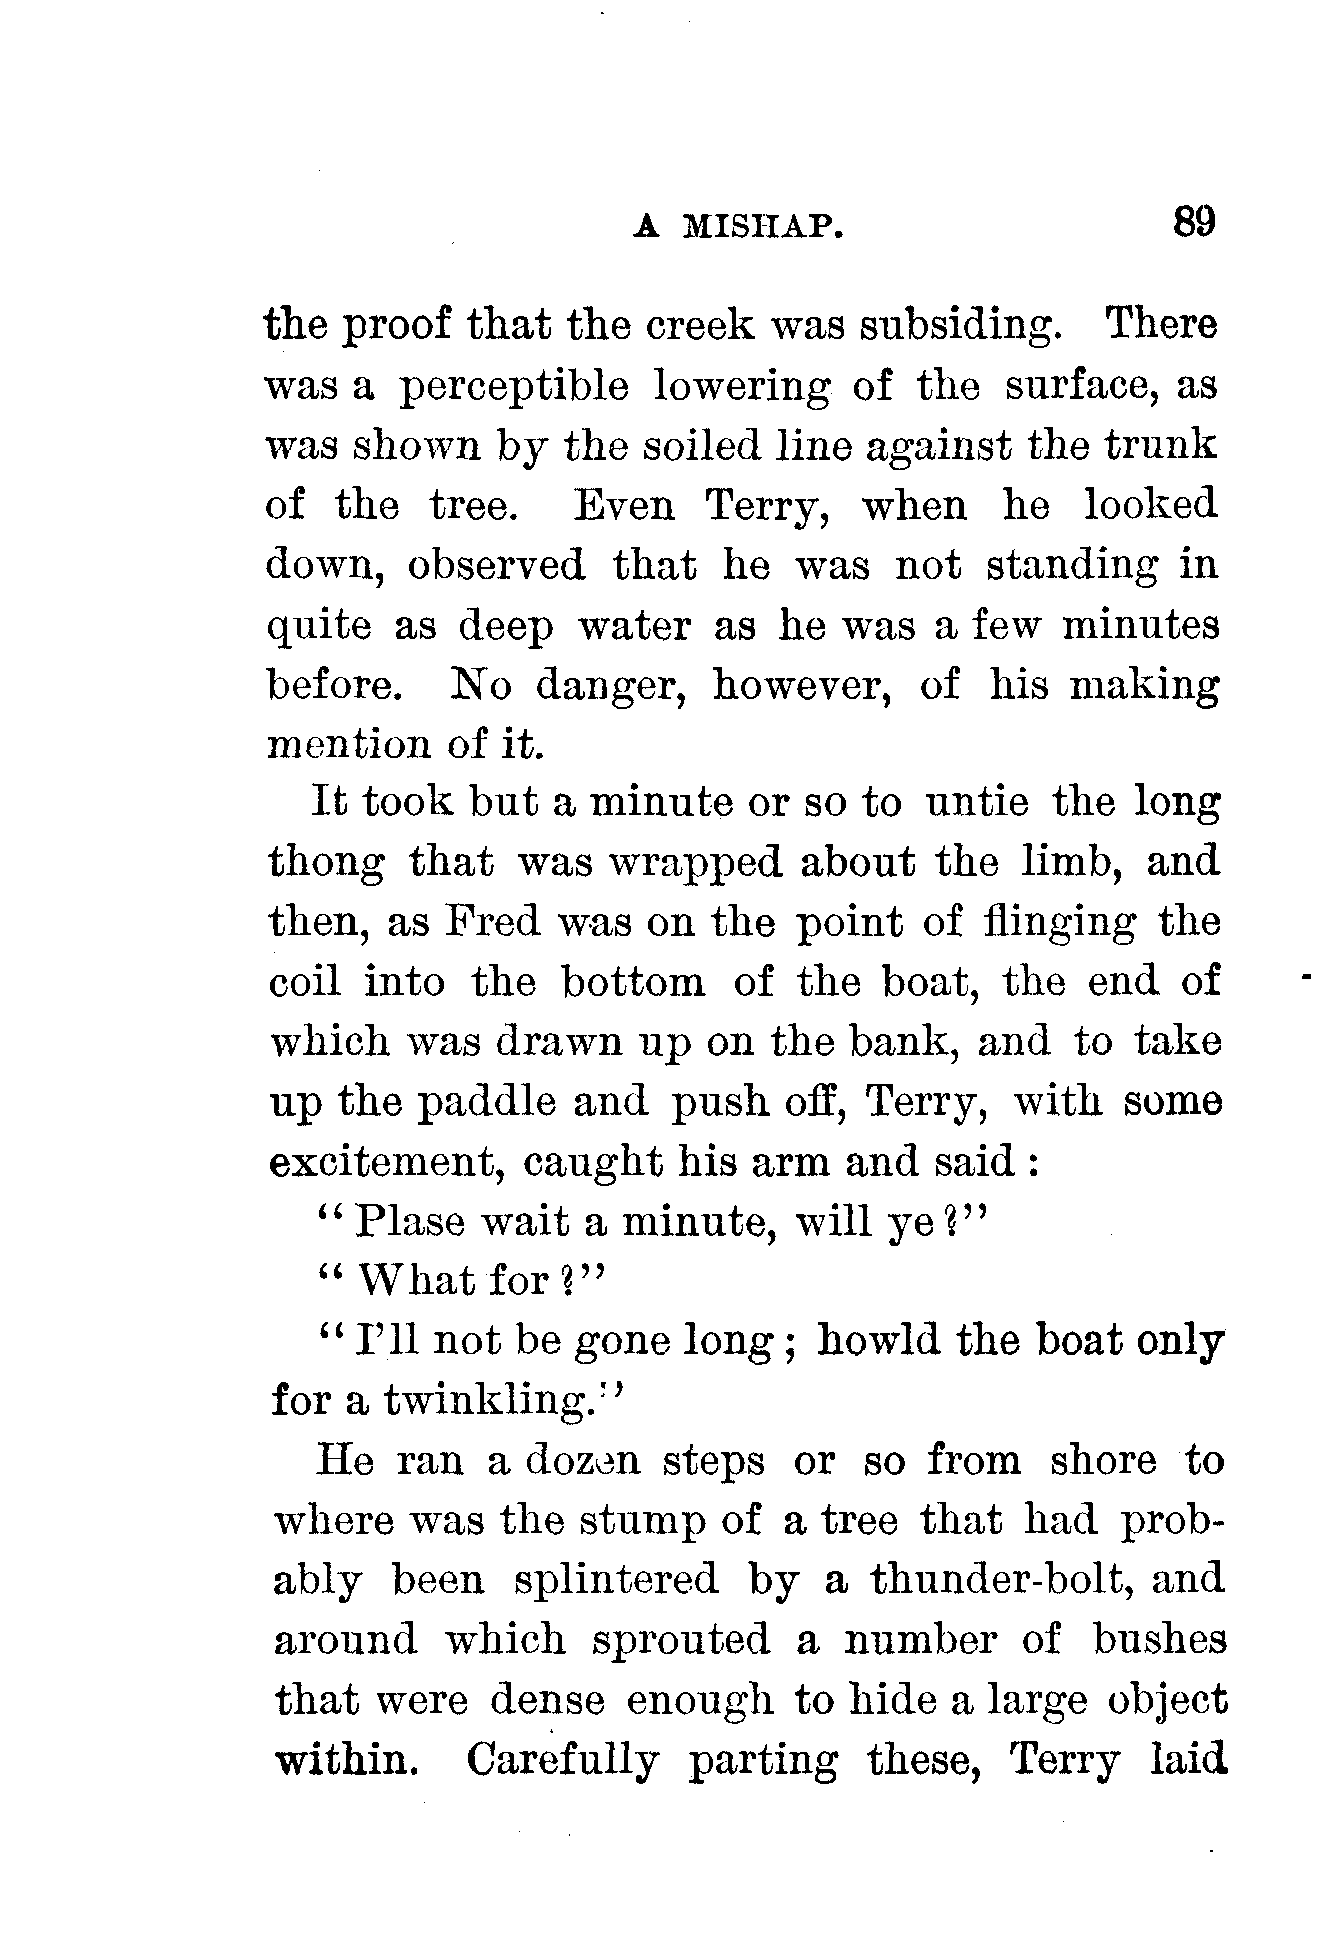 A MISHAP. 89
the proof that the creek was subsiding. There
was a perceptible lowering of the surface, as
was shown by the soiled line against the trunk
of the tree. Even Terry, when he looked
down, observed that he was not standing in
quite as deep water as he was a few minutes
before. No danger, however, of his making
mention of it.
It took but a minute or so to untie the long
thong that was wrapped about the limb, and
then, as Fred was on the point of flinging the
coil into the bottom of the boat, the end of
which was drawn up on the bank, and to take
up the paddle and push off, Terry, with some
excitement, caught his arm and said :
“Plase wait a minute, will ye?”
“What for?”
“I’ll not be gone long; howld the boat only
for a twinkling.”
He ran a dozen steps or so from shore to
where was the stump of a tree that had prob-
ably been splintered by a thunder-bolt, and
around which sprouted a number of bushes
that were dense enough to hide a large object
within. Carefully parting these, Terry laid